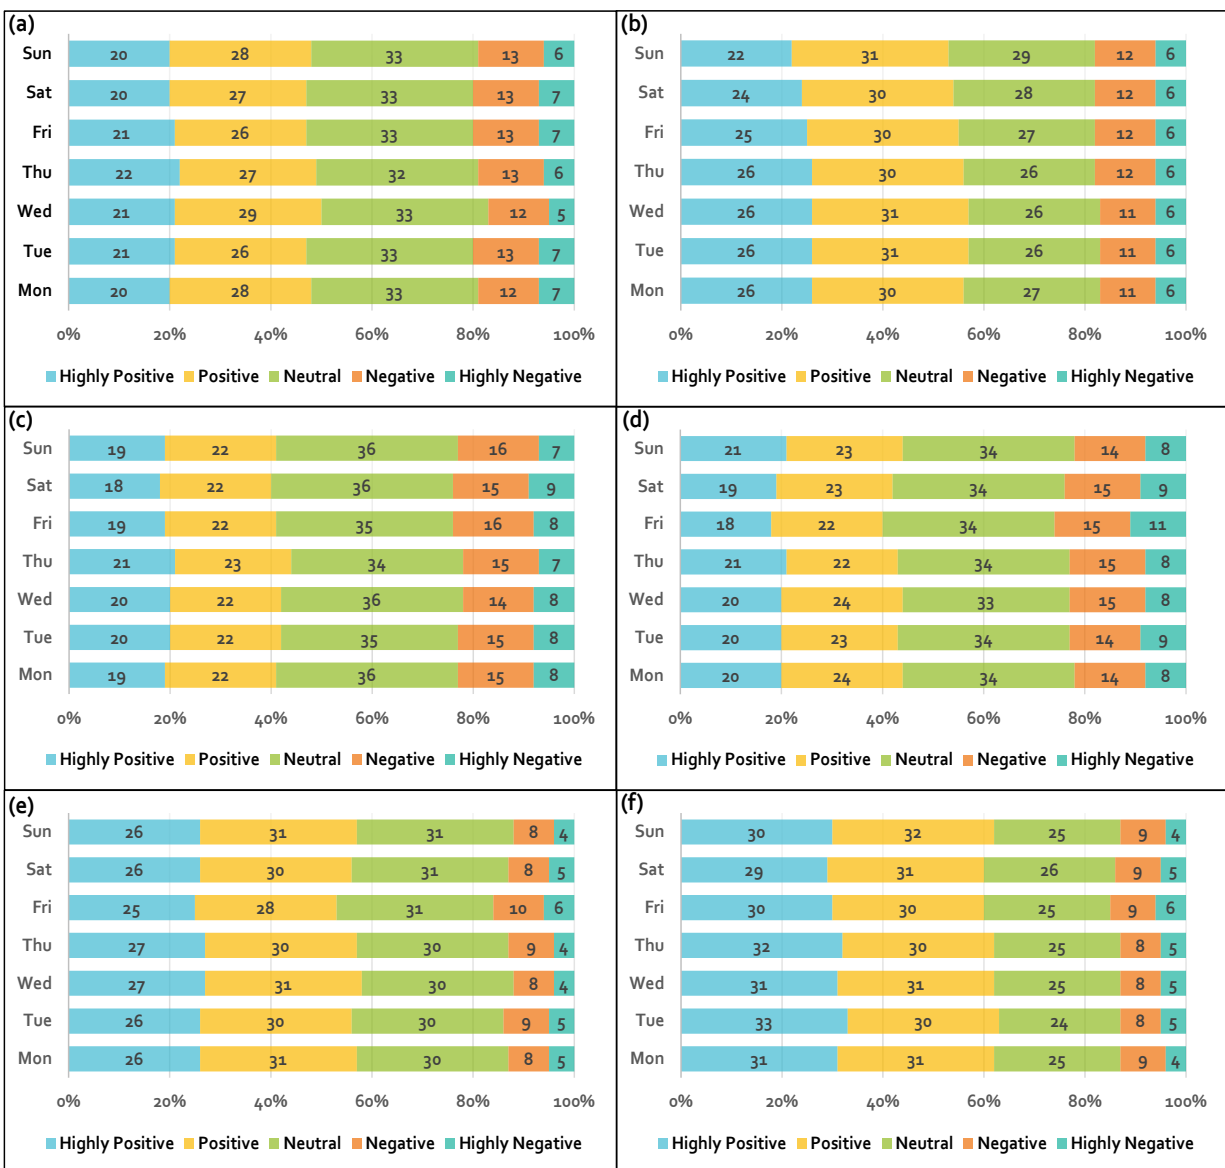 (a)
Sun 20 28 33 13 6
Sat 20 27 33 13 7
Fri 21 26 33 13 7
Thu 22 27 32 13 6
Wed 21 29 33 12 5
Tue 21 26 33 13 7
Mon 20 28 33 12 7
0% 20% 40% 60% 80% 100%
Highly Positive Positive Neutral Negative Highly Negative
(b)
Sun 22 31 29 12 6
Sat 24 30 28 12 6
Fri 25 30 27 12 6
Thu 26 30 26 12 6
Wed 26 31 26 11 6
Tue 26 31 26 11 6
Mon 26 30 27 11 6
0% 20% 40% 60% 80% 100%
Highly Positive Positive Neutral Negative Highly Negative
(c)
Sun 19 22 36 16 7
Sat 18 22 36 15 9
Fri 19 22 35 16 8
Thu 21 23 34 15 7
Wed 20 22 36 14 8
Tue 20 22 35 15 8
Mon 19 22 36 15 8
0% 20% 40% 60% 80% 100%
Highly Positive Positive Neutral Negative Highly Negative
(d)
Sun 21 23 34 14 8
Sat 19 23 34 15 9
Fri 18 22 34 15 11
Thu 21 22 34 15 8
Wed 20 24 33 15 8
Tue 20 23 34 14 9
Mon 20 24 34 14 8
0% 20% 40% 60% 80% 100%
Highly Positive Positive Neutral Negative Highly Negative
(e)
Sun 26 31 31 8 4
Sat 26 30 31 8 5
Fri 25 28 31 10 6
Thu 27 30 30 9 4
Wed 27 31 30 8 4
Tue 26 30 30 9 5
Mon 26 31 30 8 5
0% 20% 40% 60% 80% 100%
Highly Positive Positive Neutral Negative Highly Negative
(f)
Sun 30 32 25 9 4
Sat 29 31 26 9 5
Fri 30 30 25 9 6
Thu 32 30 25 8 5
Wed 31 31 25 8 5
Tue 33 30 24 8 5
Mon 31 31 25 9 4
0% 20% 40% 60% 80% 100%
Highly Positive Positive Neutral Negative Highly Negative